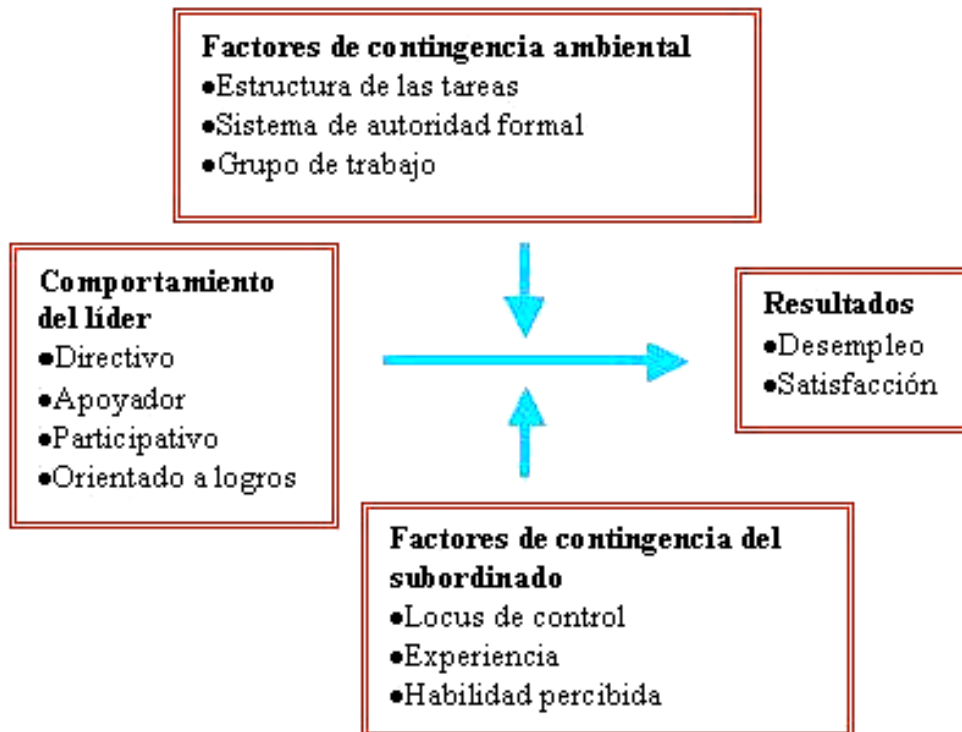 Factores de contingencia ambiental
●Estructura de las tareas
●Sistema de autoridad formal
●Grupo de trabajo
Comportamiento
del líder
●Directivo
●Apoyador
●Participativo
●Orientado a logros
Resultados
●Desempleo
●Satisfacción
Factores de contingencia del
subordinado
●Locus de control
●Experiencia
●Habilidad percibida